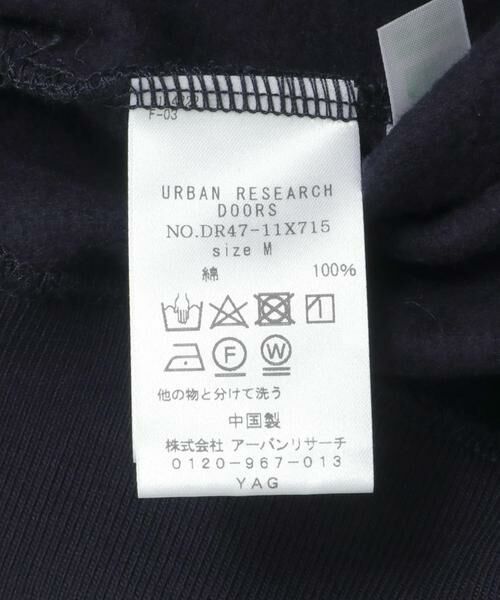 F-03
URBAN RESEARCH
DOORS
NO.DR47-11X715
size M
綿 100%
F W
他の物と分けて洗う
中国製
株式会社 アーバンリサーチ
0120-967-013
YAG